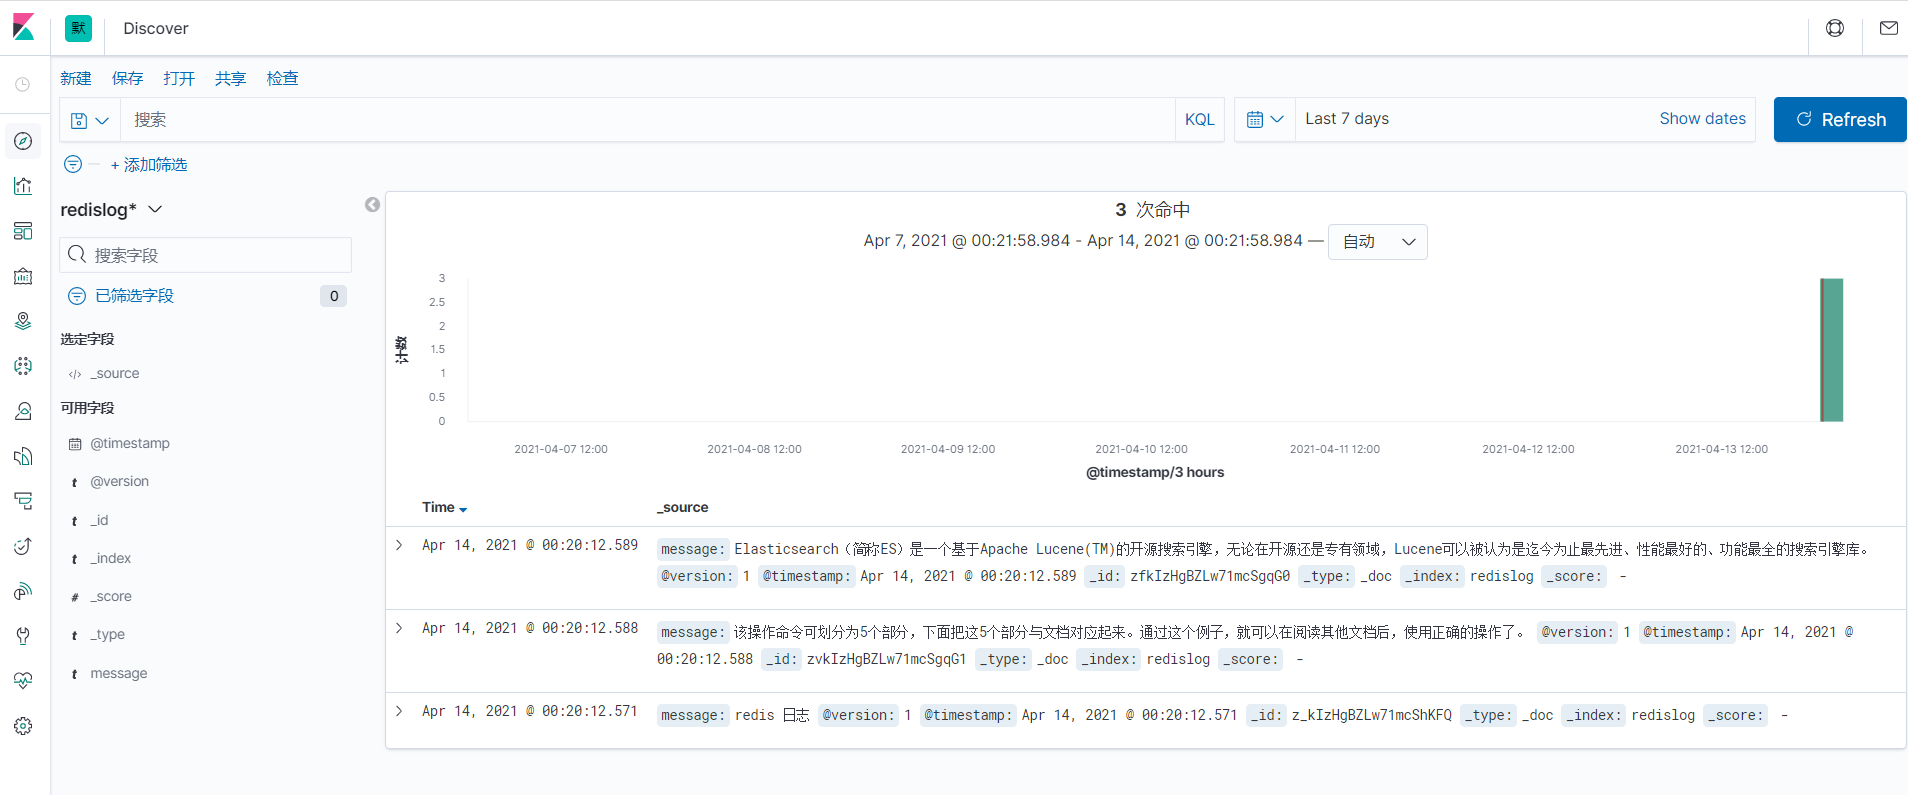 默 Discover
新建 保存 打开 共享 检查
搜索 KQL Last 7 days Show dates Refresh
+ 添加筛选
redislog*
搜索字段
已筛选字段 0
选定字段
</> _source
可用字段
@timestamp
t @version
t _id
t _index
# _score
t _type
t message
3 次命中
Apr 7, 2021 @ 00:21:58.984 - Apr 14, 2021 @ 00:21:58.984 — 自动
3
2.5
2
1.5
1
0.5
0
计数
2021-04-07 12:00 2021-04-08 12:00 2021-04-09 12:00 2021-04-10 12:00 2021-04-11 12:00 2021-04-12 12:00 2021-04-13 12:00
@timestamp/3 hours
Time _source
Apr 14, 2021 @ 00:20:12.589 message: Elasticsearch（简称ES）是一个基于Apache Lucene(TM)的开源搜索引擎，无论在开源还是专有领域，Lucene可以被认为是迄今为止最先进、性能最好的、功能最全的搜索引擎库。
@version: 1 @timestamp: Apr 14, 2021 @ 00:20:12.589 _id: zfkIzHgBZLw71mcSgqG0 _type: _doc _index: redislog _score: -
Apr 14, 2021 @ 00:20:12.588 message: 该操作命令可划分为5个部分，下面把这5个部分与文档对应起来。通过这个例子，就可以在阅读其他文档后，使用正确的操作了。 @version: 1 @timestamp: Apr 14, 2021 @
00:20:12.588 _id: zvkIzHgBZLw71mcSgqG1 _type: _doc _index: redislog _score: -
Apr 14, 2021 @ 00:20:12.571 message: redis 日志 @version: 1 @timestamp: Apr 14, 2021 @ 00:20:12.571 _id: z_kIzHgBZLw71mcShKFQ _type: _doc _index: redislog _score: -